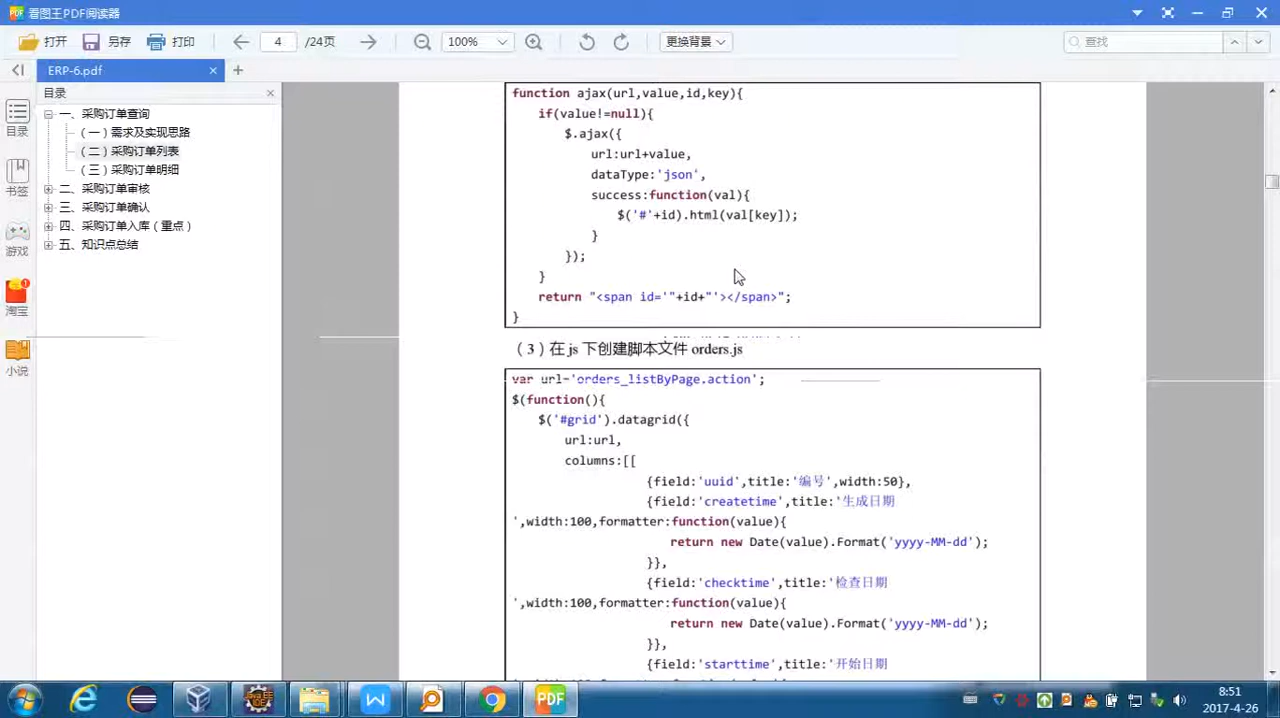 看图王PDF阅读器
打开 另存 打印 4 /24页 100% 更换背景 查找
ERP-6.pdf
目录
目录
书签
游戏
淘宝
小说
一、采购订单查询
（一）需求及实现思路
（二）采购订单列表
（三）采购订单明细
二、采购订单审核
三、采购订单确认
四、采购订单入库（重点）
五、知识点总结
function ajax(url,value,id,key){
if(value!=null){
$.ajax({
url:url+value,
dataType:'json',
success:function(val){
$('#'+id).html(val[key]);
}
});
}
return "<span id='"+id+"'></span>";
}
（3）在 js 下创建脚本文件 orders.js
var url='orders_listByPage.action';
$(function(){
$('#grid').datagrid({
url:url,
columns:[[
{field:'uuid',title:'编号',width:50},
{field:'createtime',title:'生成日期
',width:100,formatter:function(value){
return new Date(value).Format('yyyy-MM-dd');
}},
{field:'checktime',title:'检查日期
',width:100,formatter:function(value){
return new Date(value).Format('yyyy-MM-dd');
}},
{field:'starttime',title:'开始日期
PDF
8:51
2017-4-26